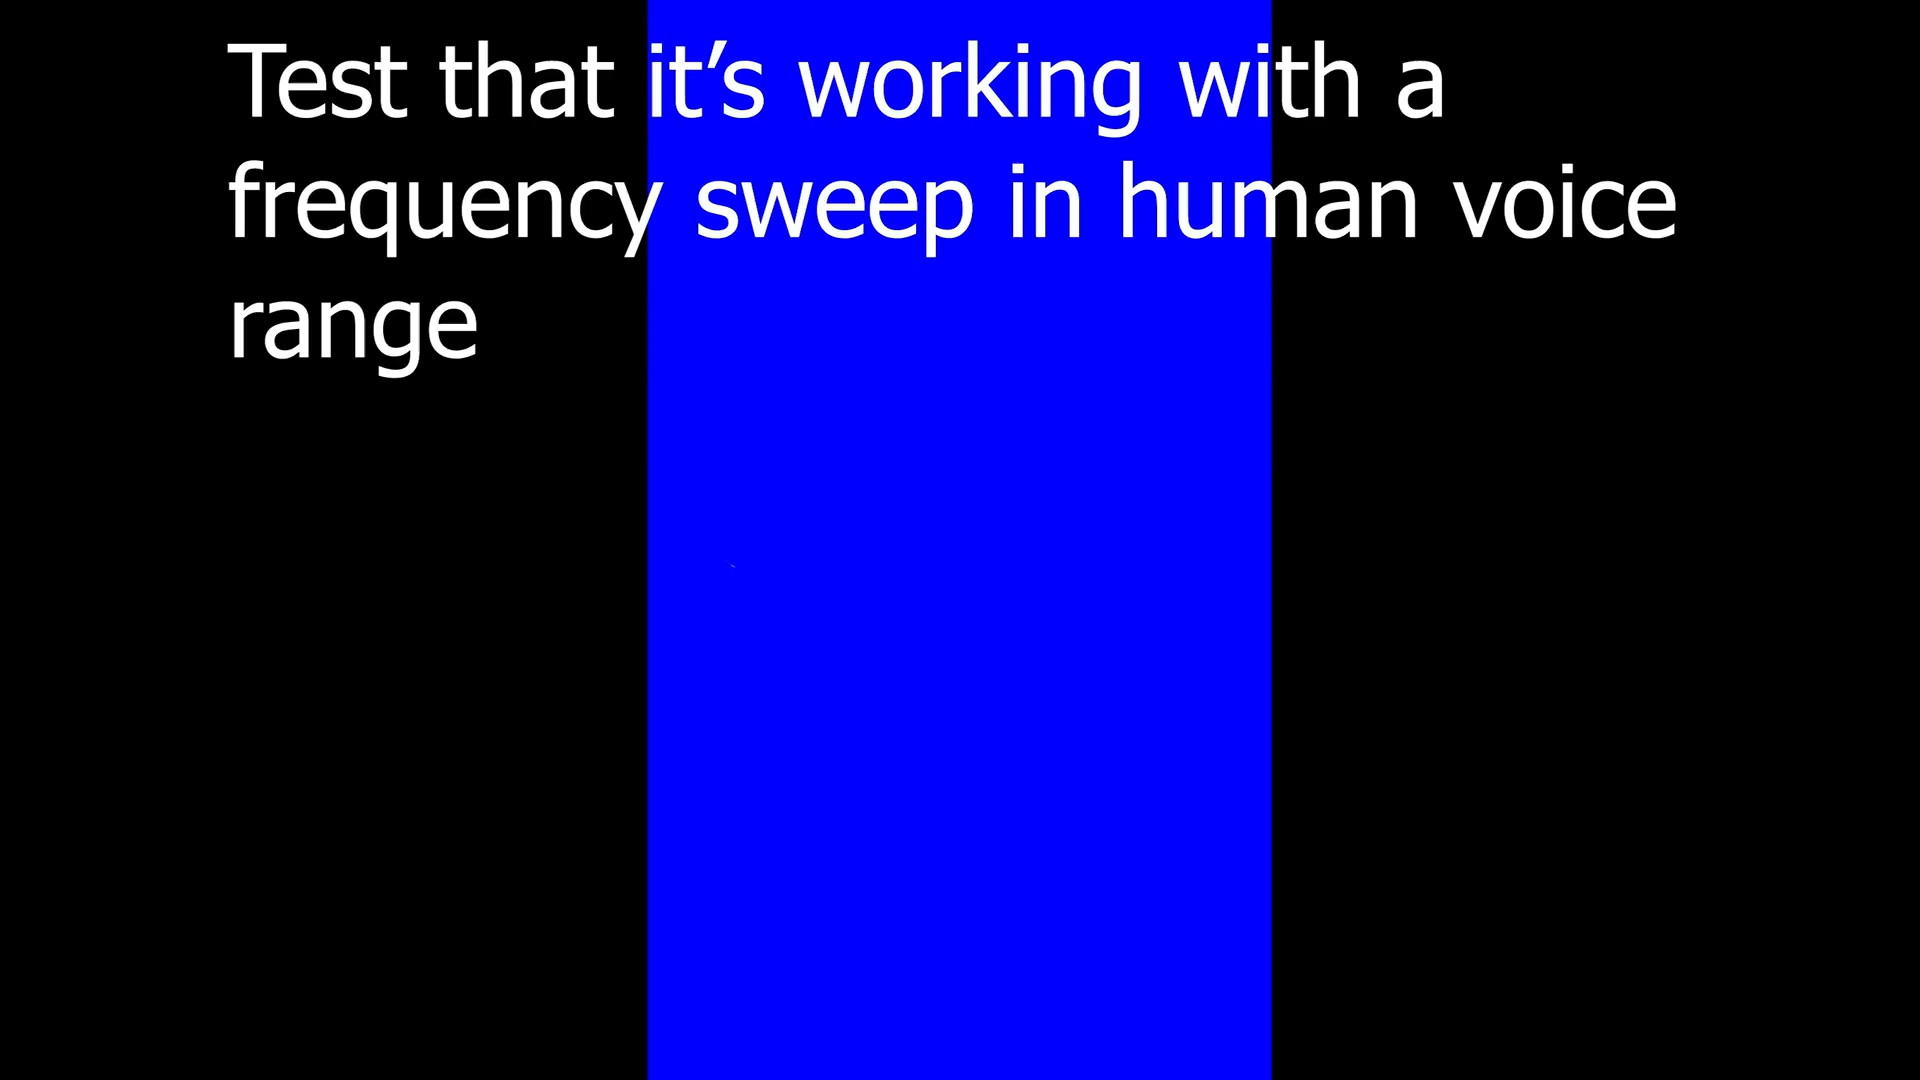 Test that it’s working with a
frequency sweep in human voice
range